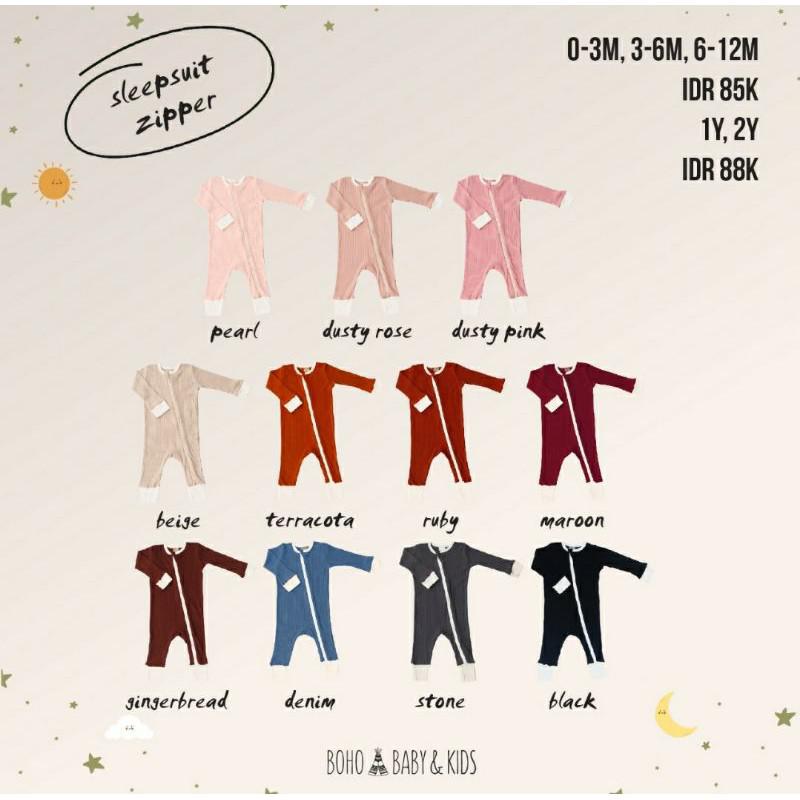 sleepsuit
zipper
0-3M, 3-6M, 6-12M
IDR 85K
1Y, 2Y
IDR 88K
pearl
dusty rose
dusty pink
beige
terracota
ruby
maroon
gingerbread
denim
stone
black
BOHO BABY & KIDS